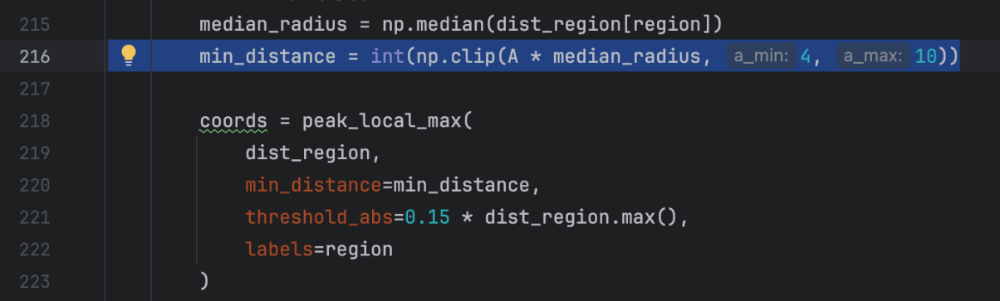 215 median_radius = np.median(dist_region[region])
216 min_distance = int(np.clip(A * median_radius, a_min: 4, a_max: 10))
217
218 coords = peak_local_max(
219 dist_region,
220 min_distance=min_distance,
221 threshold_abs=0.15 * dist_region.max(),
222 labels=region
223 )